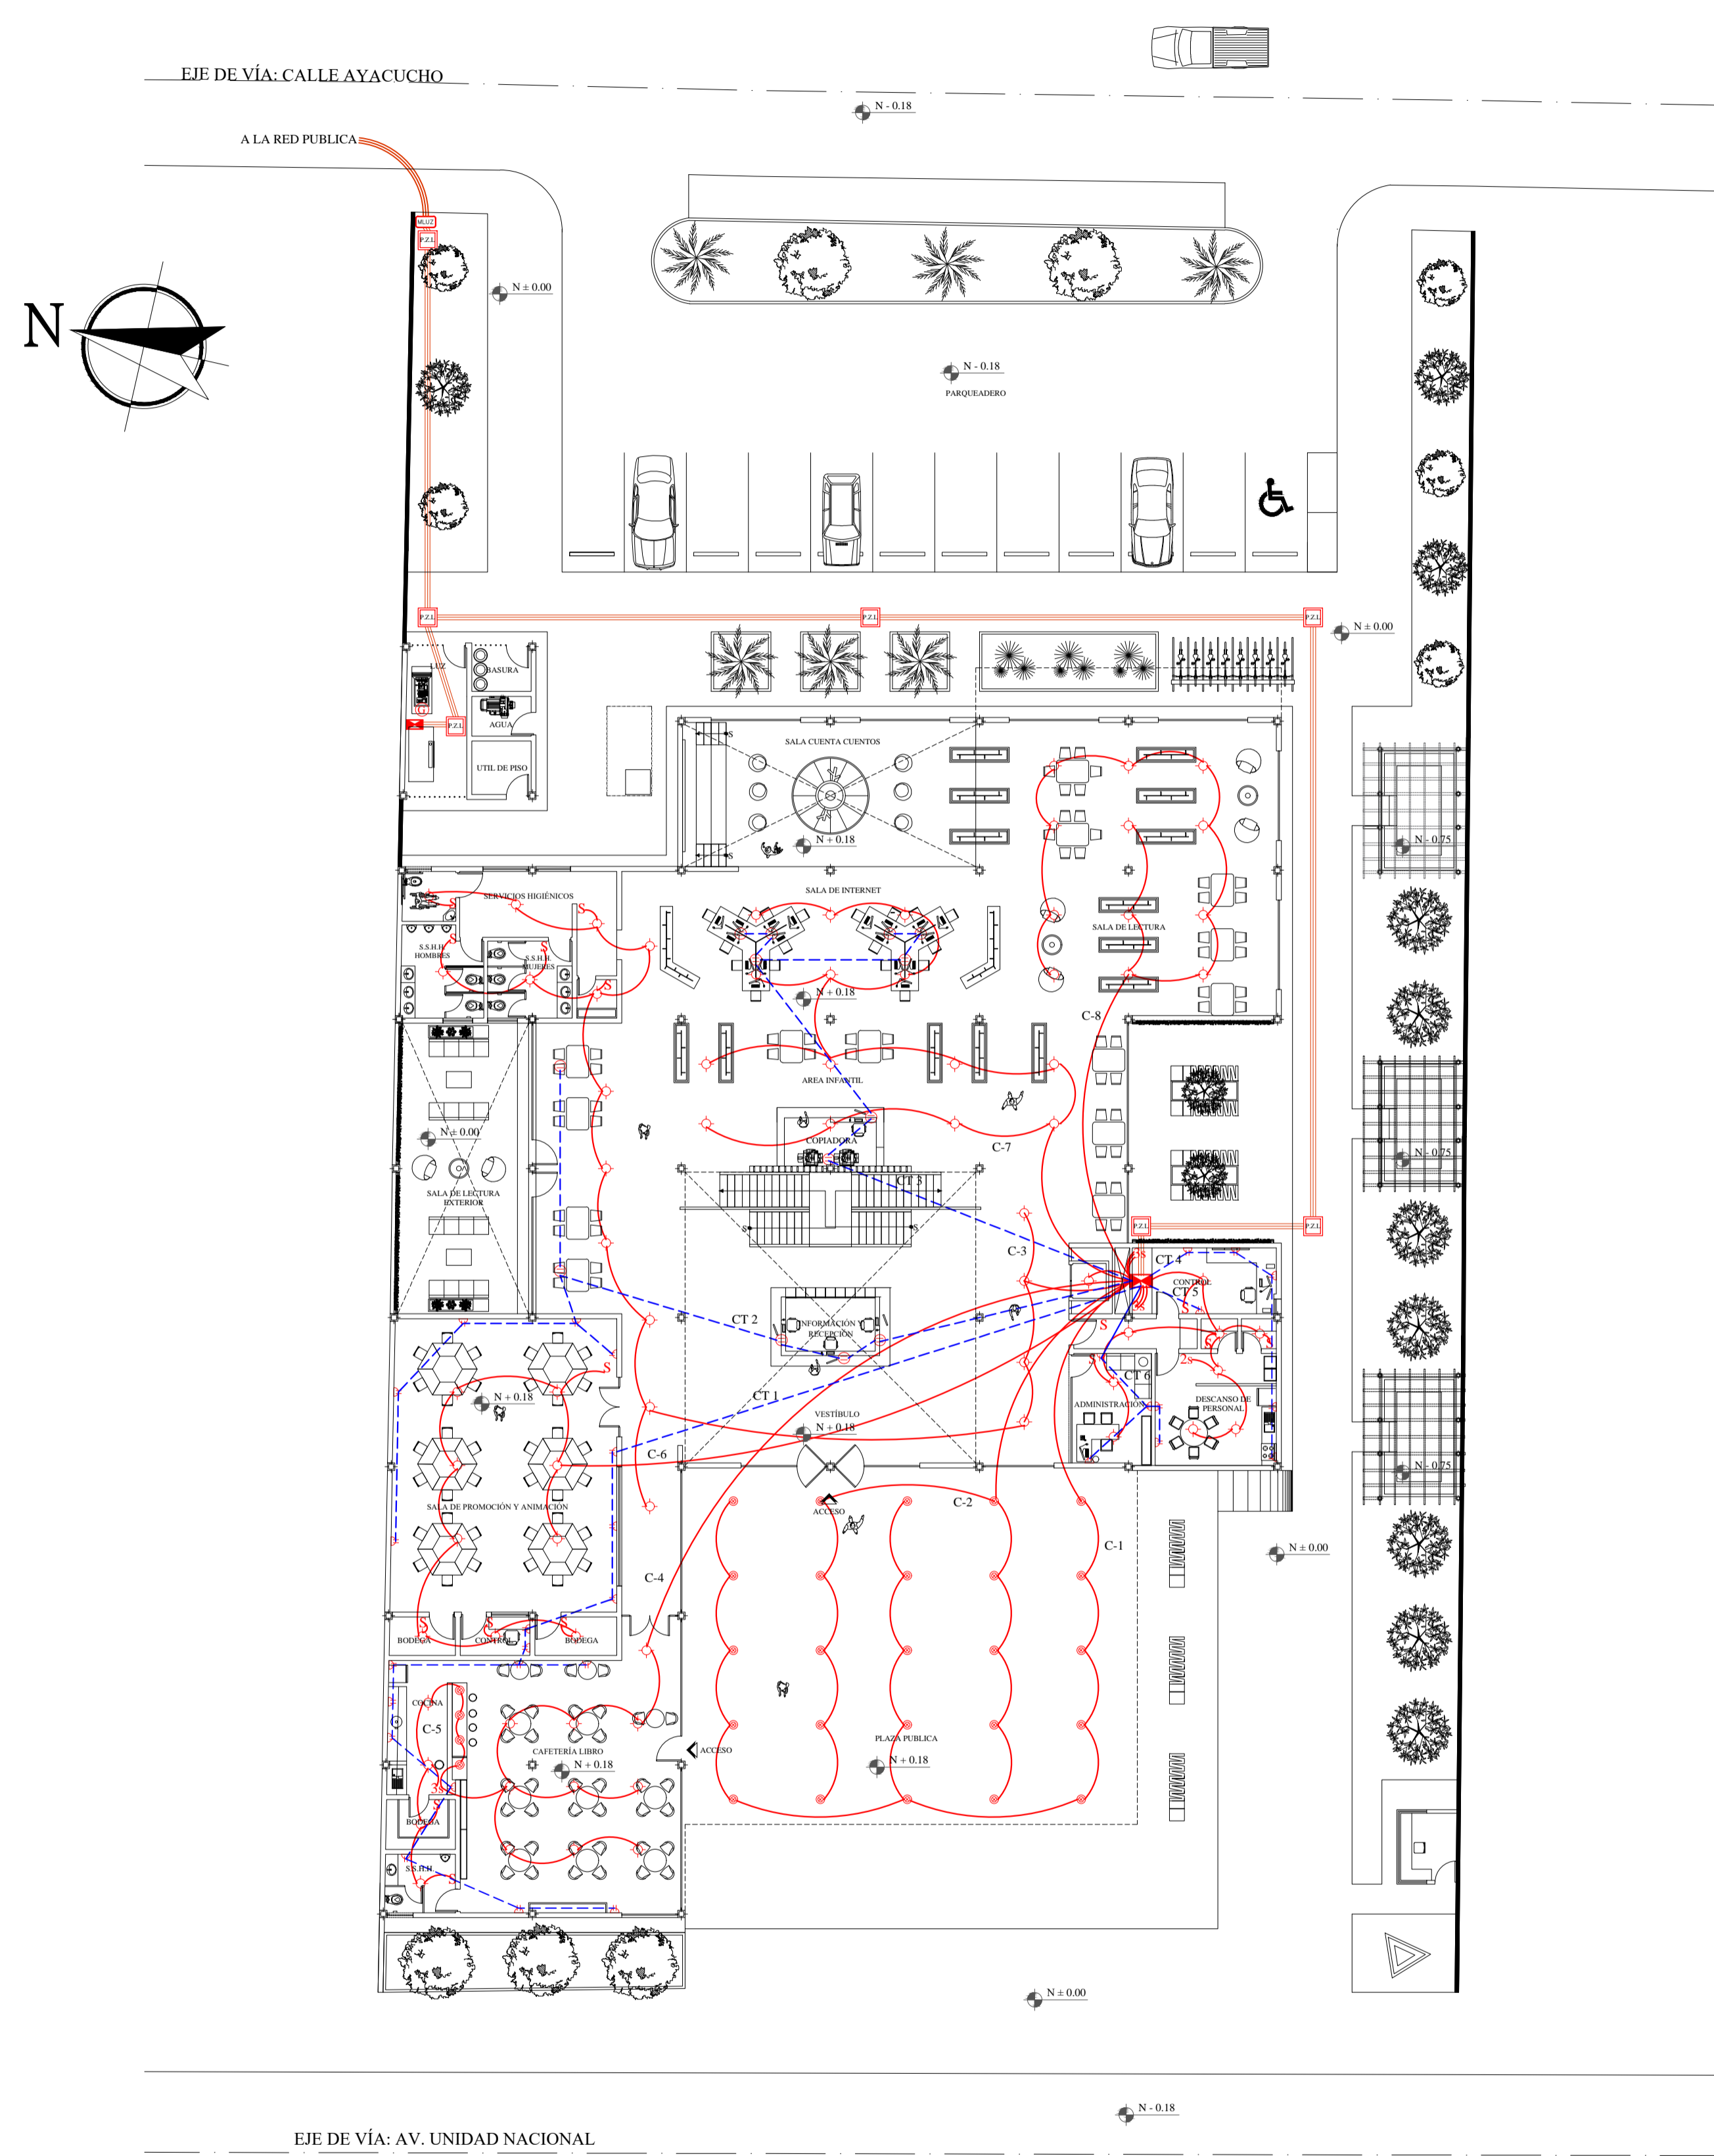 EJE DE VÍA: CALLE AYACUCHO
N - 0.18
A LA RED PUBLICA
MLUZ
P.Z.L
N ± 0.00
N
N - 0.18
PARQUEADERO
P.Z.L
P.Z.L
P.Z.L
N ± 0.00
LUZ
BASURA
G
P.Z.L
AGUA
UTIL DE PISO
SALA CUENTA CUENTOS
S
N + 0.18
S
N - 0.75
SALA DE INTERNET
SERVICIOS HIGIÉNICOS
S
S
SALA DE LECTURA
S
S
S.S.H.H.
HOMBRES
S.S.H.H.
MUJERES
S
N + 0.18
C-8
AREA INFANTIL
N ± 0.00
COPIADORA
C-7
N - 0.75
CT 3
SALA DE LECTURA
EXTERIOR
S
S
P.Z.L
P.Z.L
C-3
3s
CT 4
CONTROL
CT 5
3s
S
CT 2
INFORMACIÓN Y
RECEPCIÓN
S
S
S
S
2s
S
CT 6
N + 0.18
CT 1
ADMINISTRACIÓN
DESCANSO DE
PERSONAL
VESTÍBULO
N + 0.18
C-6
N - 0.75
SALA DE PROMOCIÓN Y ANIMACIÓN
C-2
ACCESO
C-1
N ± 0.00
C-4
S
S
S
BODEGA
CONTROL
BODEGA
COCINA
C-5
CAFETERÍA LIBRO
ACCESO
PLAZA PUBLICA
N + 0.18
N + 0.18
3s
S
BODEGA
S.S.H.H
S
N ± 0.00
N - 0.18
EJE DE VÍA: AV. UNIDAD NACIONAL